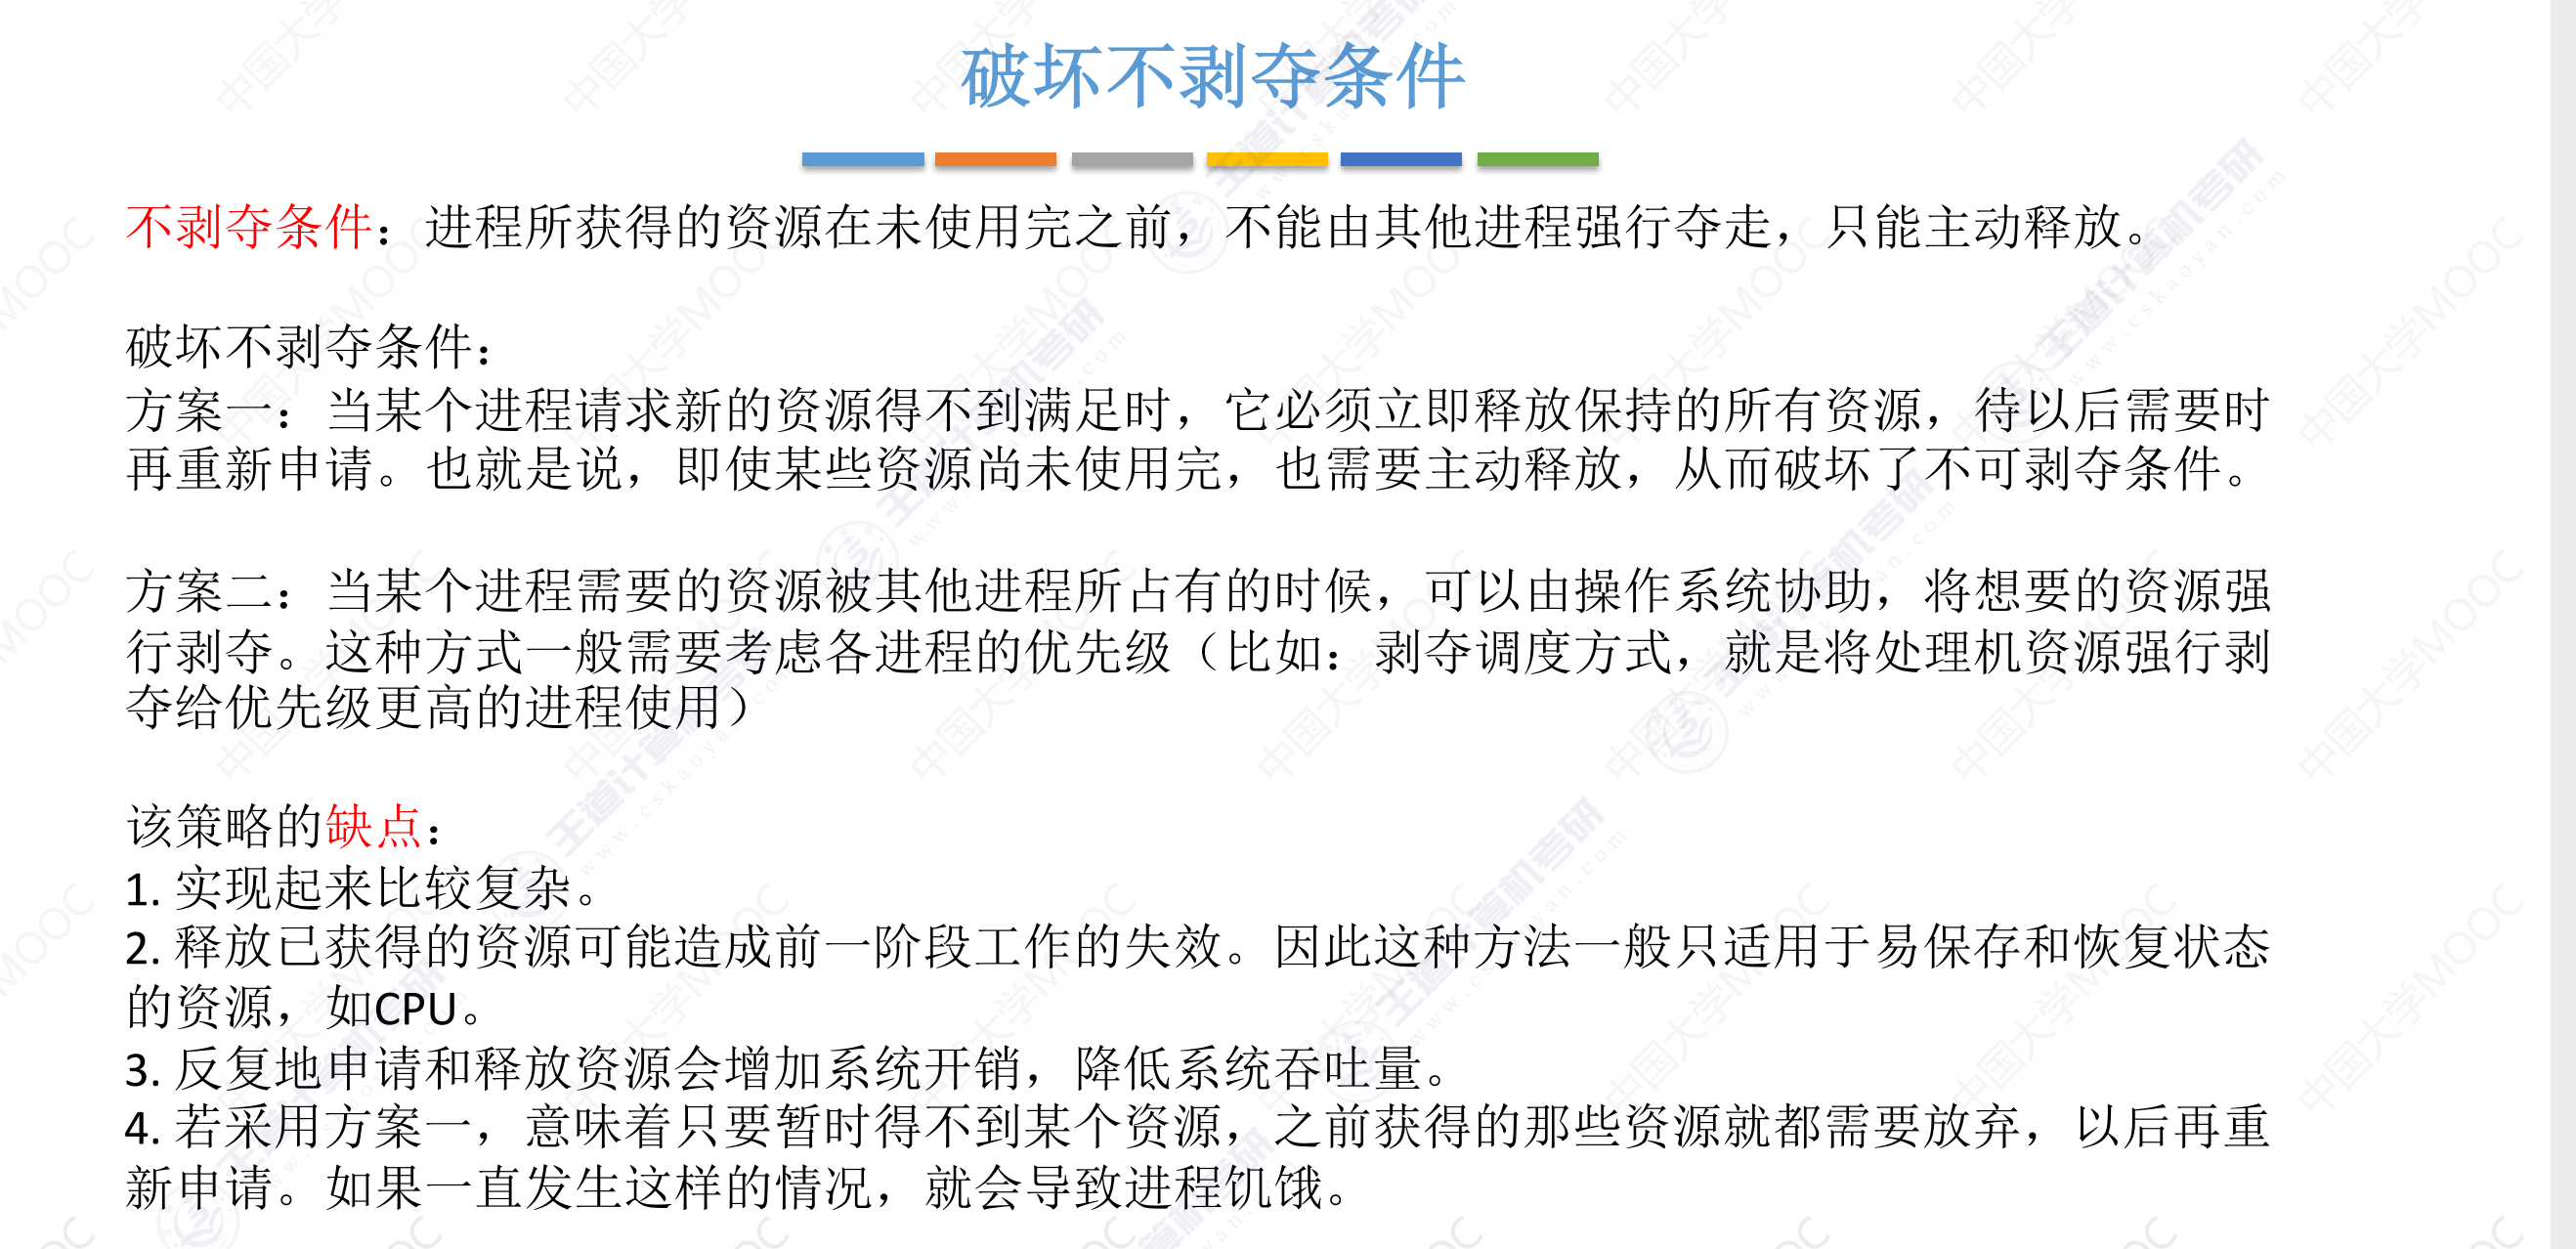 破坏不剥夺条件
不剥夺条件：进程所获得的资源在未使用完之前，不能由其他进程强行夺走，只能主动释放。
破坏不剥夺条件：
方案一：当某个进程请求新的资源得不到满足时，它必须立即释放保持的所有资源，待以后需要时
再重新申请。也就是说，即使某些资源尚未使用完，也需要主动释放，从而破坏了不可剥夺条件。
方案二：当某个进程需要的资源被其他进程所占有的时候，可以由操作系统协助，将想要的资源强
行剥夺。这种方式一般需要考虑各进程的优先级（比如：剥夺调度方式，就是将处理机资源强行剥
夺给优先级更高的进程使用）
该策略的缺点：
1. 实现起来比较复杂。
2. 释放已获得的资源可能造成前一阶段工作的失效。因此这种方法一般只适用于易保存和恢复状态
的资源，如CPU。
3. 反复地申请和释放资源会增加系统开销，降低系统吞吐量。
4. 若采用方案一，意味着只要暂时得不到某个资源，之前获得的那些资源就都需要放弃，以后再重
新申请。如果一直发生这样的情况，就会导致进程饥饿。
中国大学MOOC
王道计算机考研
www.cskaoyan.com